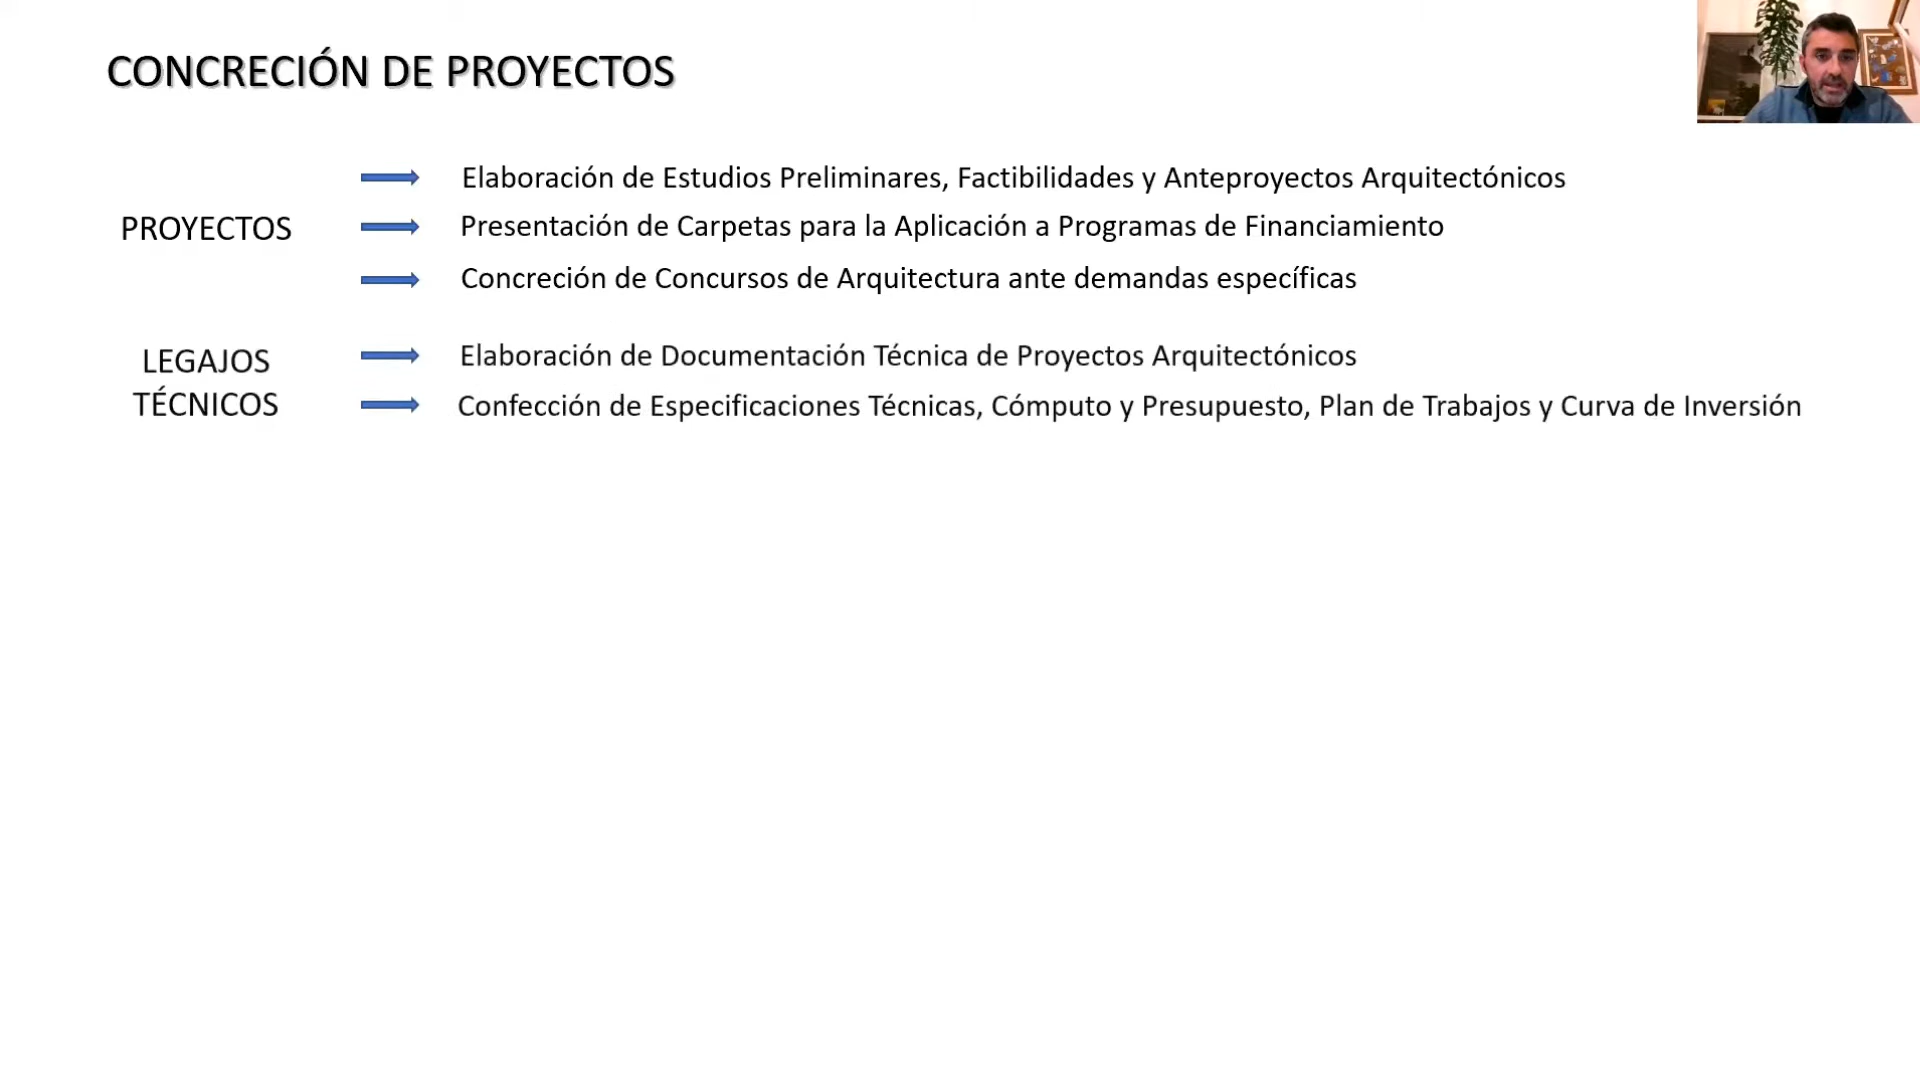 CONCRECIÓN DE PROYECTOS
Elaboración de Estudios Preliminares, Factibilidades y Anteproyectos Arquitectónicos
PROYECTOS
Presentación de Carpetas para la Aplicación a Programas de Financiamiento
Concreción de Concursos de Arquitectura ante demandas específicas
LEGAJOS
TÉCNICOS
Elaboración de Documentación Técnica de Proyectos Arquitectónicos
Confección de Especificaciones Técnicas, Cómputo y Presupuesto, Plan de Trabajos y Curva de Inversión